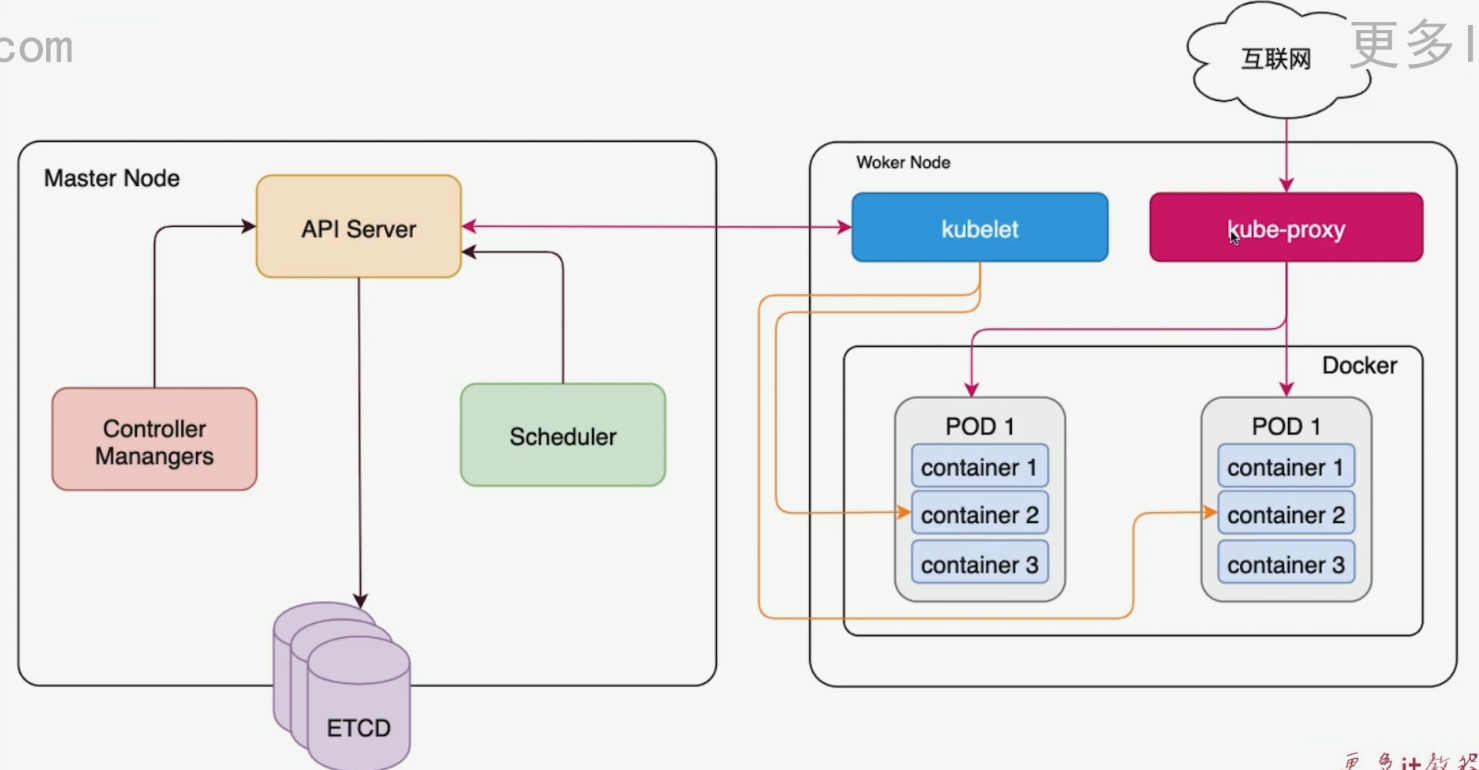 com
更多I
互联网
Master Node
API Server
Controller
Manangers
Scheduler
ETCD
Woker Node
kubelet
kube-proxy
Docker
POD 1
container 1
container 2
container 3
POD 1
container 1
container 2
container 3
更多it教程